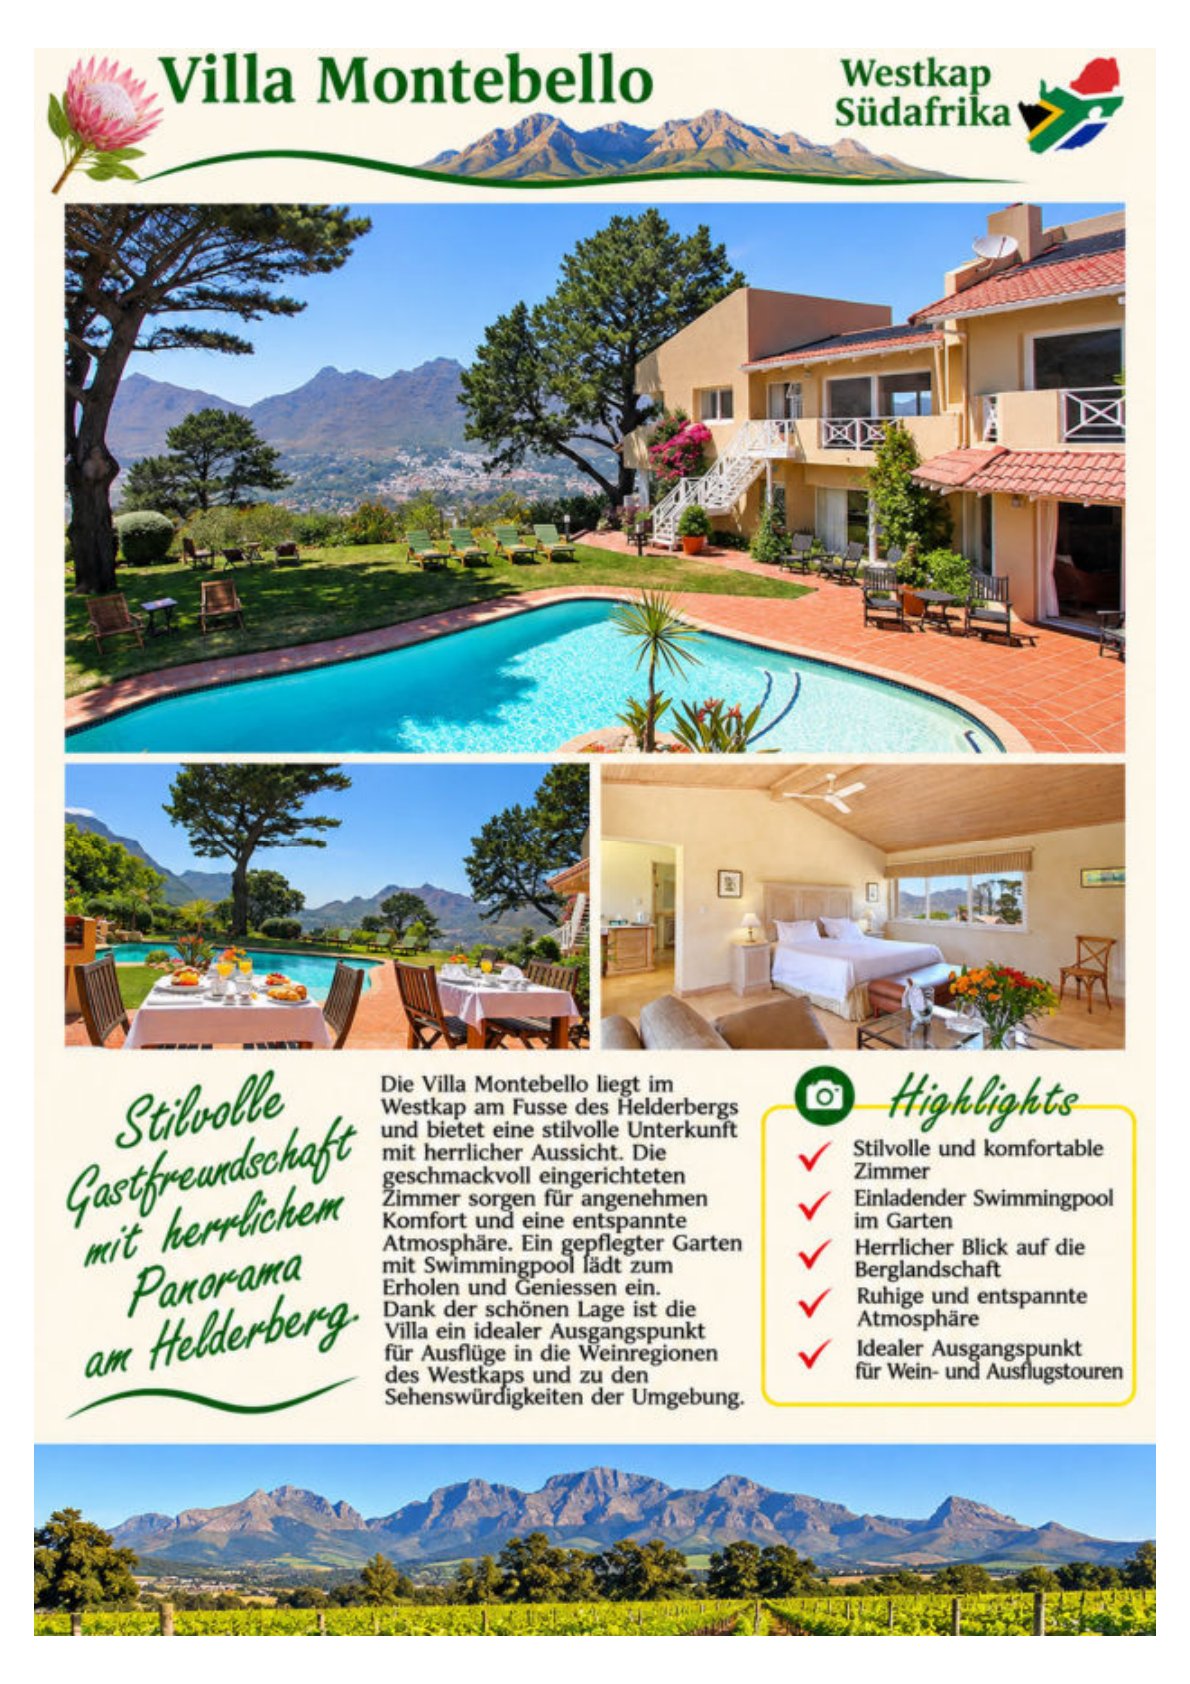 Villa Montebello
Westkap
Südafrika
Stilvolle
Gastfreundschaft
mit herrlichem
Panorama
am Helderberg.
Die Villa Montebello liegt im
Westkap am Fusse des Helderbergs
und bietet eine stilvolle Unterkunft
mit herrlicher Aussicht. Die
geschmackvoll eingerichteten
Zimmer sorgen für angenehmen
Komfort und eine entspannte
Atmosphäre. Ein gepflegter Garten
mit Swimmingpool lädt zum
Erholen und Geniessen ein.
Dank der schönen Lage ist die
Villa ein idealer Ausgangspunkt
für Ausflüge in die Weinregionen
des Westkaps und zu den
Sehenswürdigkeiten der Umgebung.
Highlights
Stilvolle und komfortable
Zimmer
Einladender Swimmingpool
im Garten
Herrlicher Blick auf die
Berglandschaft
Ruhige und entspannte
Atmosphäre
Idealer Ausgangspunkt
für Wein- und Ausflugstouren